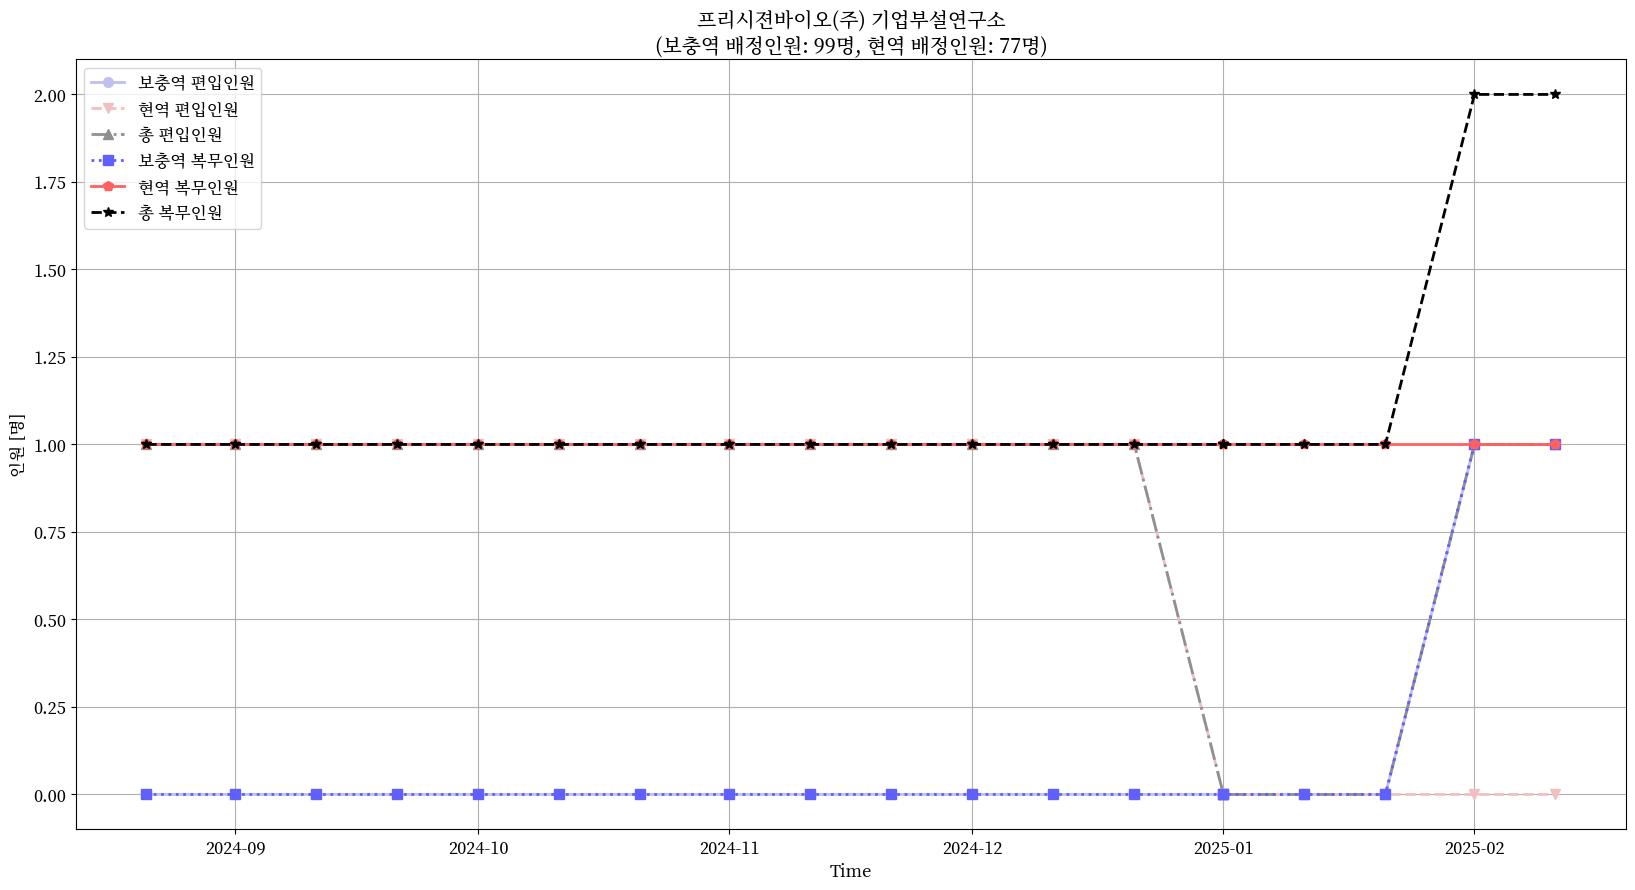 프리시젼바이오(주) 기업부설연구소
(보충역 배정인원: 99명, 현역 배정인원: 77명)
보충역 편입인원
현역 편입인원
총 편입인원
보충역 복무인원
현역 복무인원
총 복무인원
2.00
1.75
1.50
1.25
1.00
0.75
0.50
0.25
0.00
인원 [명]
2024-09 2024-10 2024-11 2024-12 2025-01 2025-02
Time